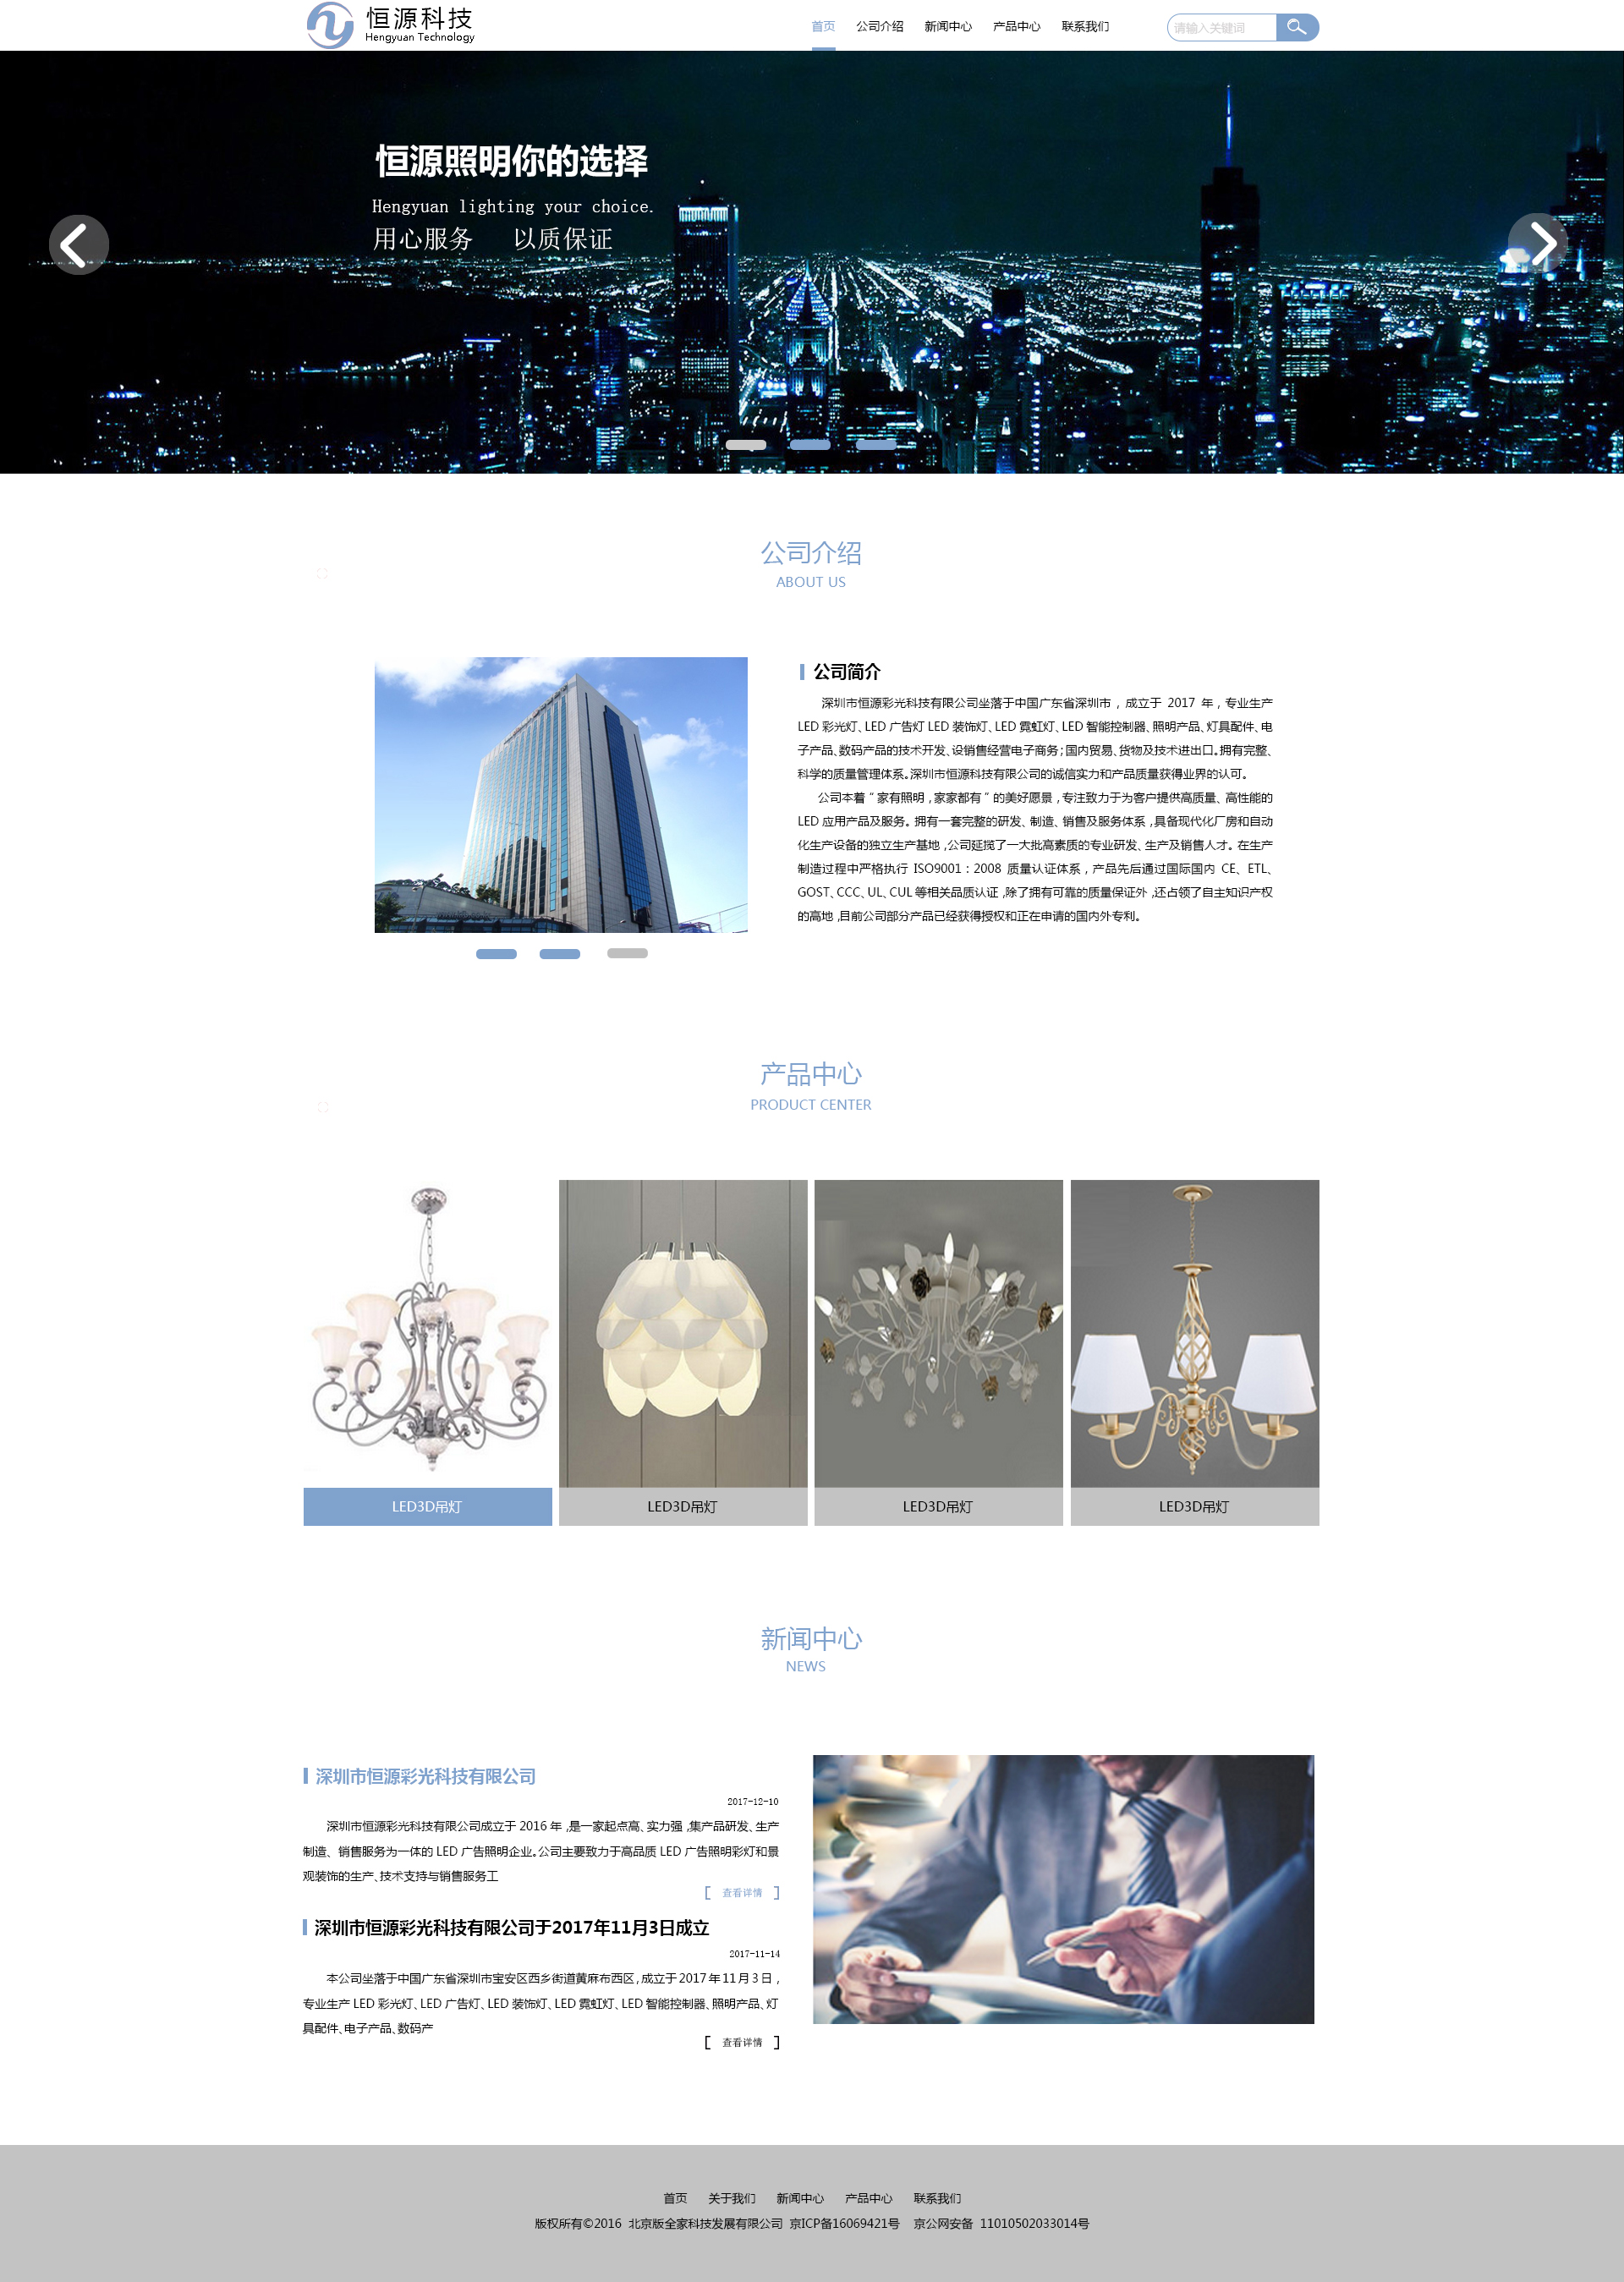 恒源科技
Hengyuan Technology
首页 公司介绍 新闻中心 产品中心 联系我们
请输入关键词
恒源照明你的选择
Hengyuan lighting your choice.
用心服务 以质保证
公司介绍
ABOUT US
公司简介
深圳市恒源彩光科技有限公司坐落于中国广东省深圳市，成立于 2017 年，专业生产
LED 彩光灯、LED 广告灯 LED 装饰灯、LED 霓虹灯、LED 智能控制器、照明产品、灯具配件、电
子产品、数码产品的技术开发、设销售经营电子商务；国内贸易、货物及技术进出口。拥有完整、
科学的质量管理体系。深圳市恒源科技有限公司的诚信实力和产品质量获得业界的认可。
公司本着“家有照明，家家都有”的美好愿景，专注致力于为客户提供高质量、高性能的
LED 应用产品及服务。拥有一套完整的研发、制造、销售及服务体系，具备现代化厂房和自动
化生产设备的独立生产基地，公司延揽了一大批高素质的专业研发、生产及销售人才。在生产
制造过程中严格执行 ISO9001：2008 质量认证体系，产品先后通过国际国内 CE、ETL、
GOST、CCC、UL、CUL 等相关品质认证，除了拥有可靠的质量保证外，还占领了自主知识产权
的高地，目前公司部分产品已经获得授权和正在申请的国内外专利。
产品中心
PRODUCT CENTER
LED3D吊灯
LED3D吊灯
LED3D吊灯
LED3D吊灯
新闻中心
NEWS
深圳市恒源彩光科技有限公司
2017-12-10
深圳市恒源彩光科技有限公司成立于 2016 年，是一家起点高、实力强，集产品研发、生产
制造、销售服务为一体的 LED 广告照明企业。公司主要致力于高品质 LED 广告照明彩灯和景
观装饰的生产、技术支持与销售服务工
[ 查看详情 ]
深圳市恒源彩光科技有限公司于2017年11月3日成立
2017-11-14
本公司坐落于中国广东省深圳市宝安区西乡街道黄麻布西区，成立于2017年11月3日，
专业生产 LED 彩光灯、LED 广告灯、LED 装饰灯、LED 霓虹灯、LED 智能控制器、照明产品、灯
具配件、电子产品、数码产
[ 查看详情 ]
首页 关于我们 新闻中心 产品中心 联系我们
版权所有©2016 北京版全家科技发展有限公司 京ICP备16069421号 京公网安备 11010502033014号